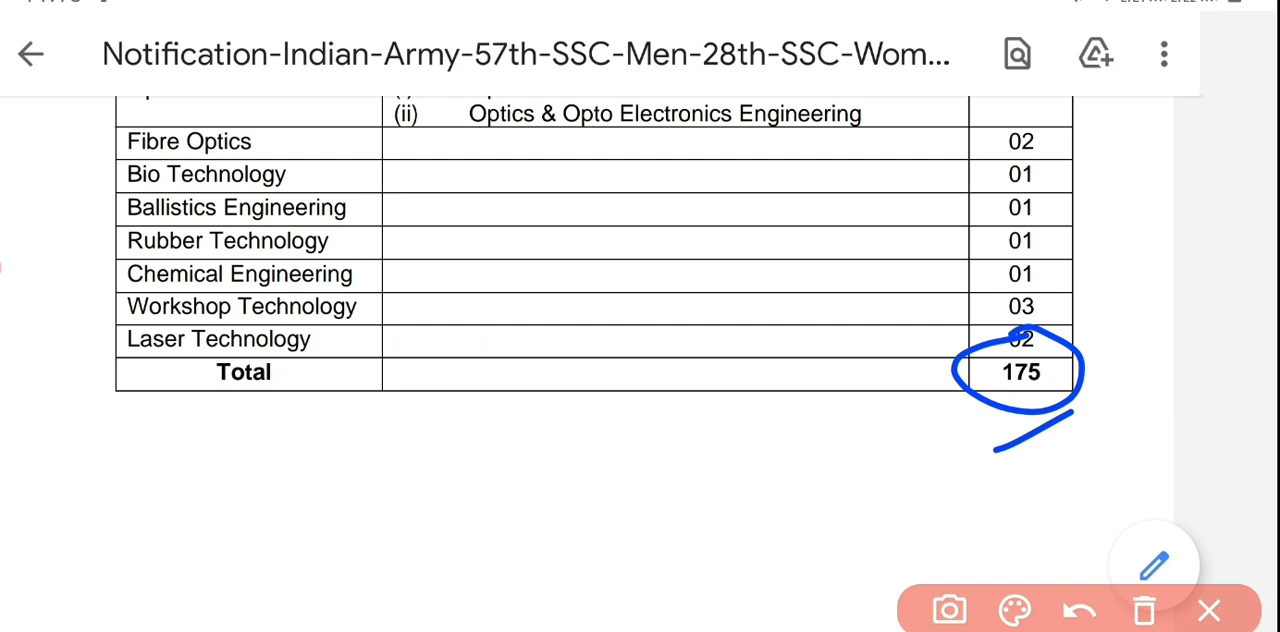 Notification-Indian-Army-57th-SSC-Men-28th-SSC-Wom...
(ii) Optics & Opto Electronics Engineering
Fibre Optics 02
Bio Technology 01
Ballistics Engineering 01
Rubber Technology 01
Chemical Engineering 01
Workshop Technology 03
Laser Technology 02
Total 175